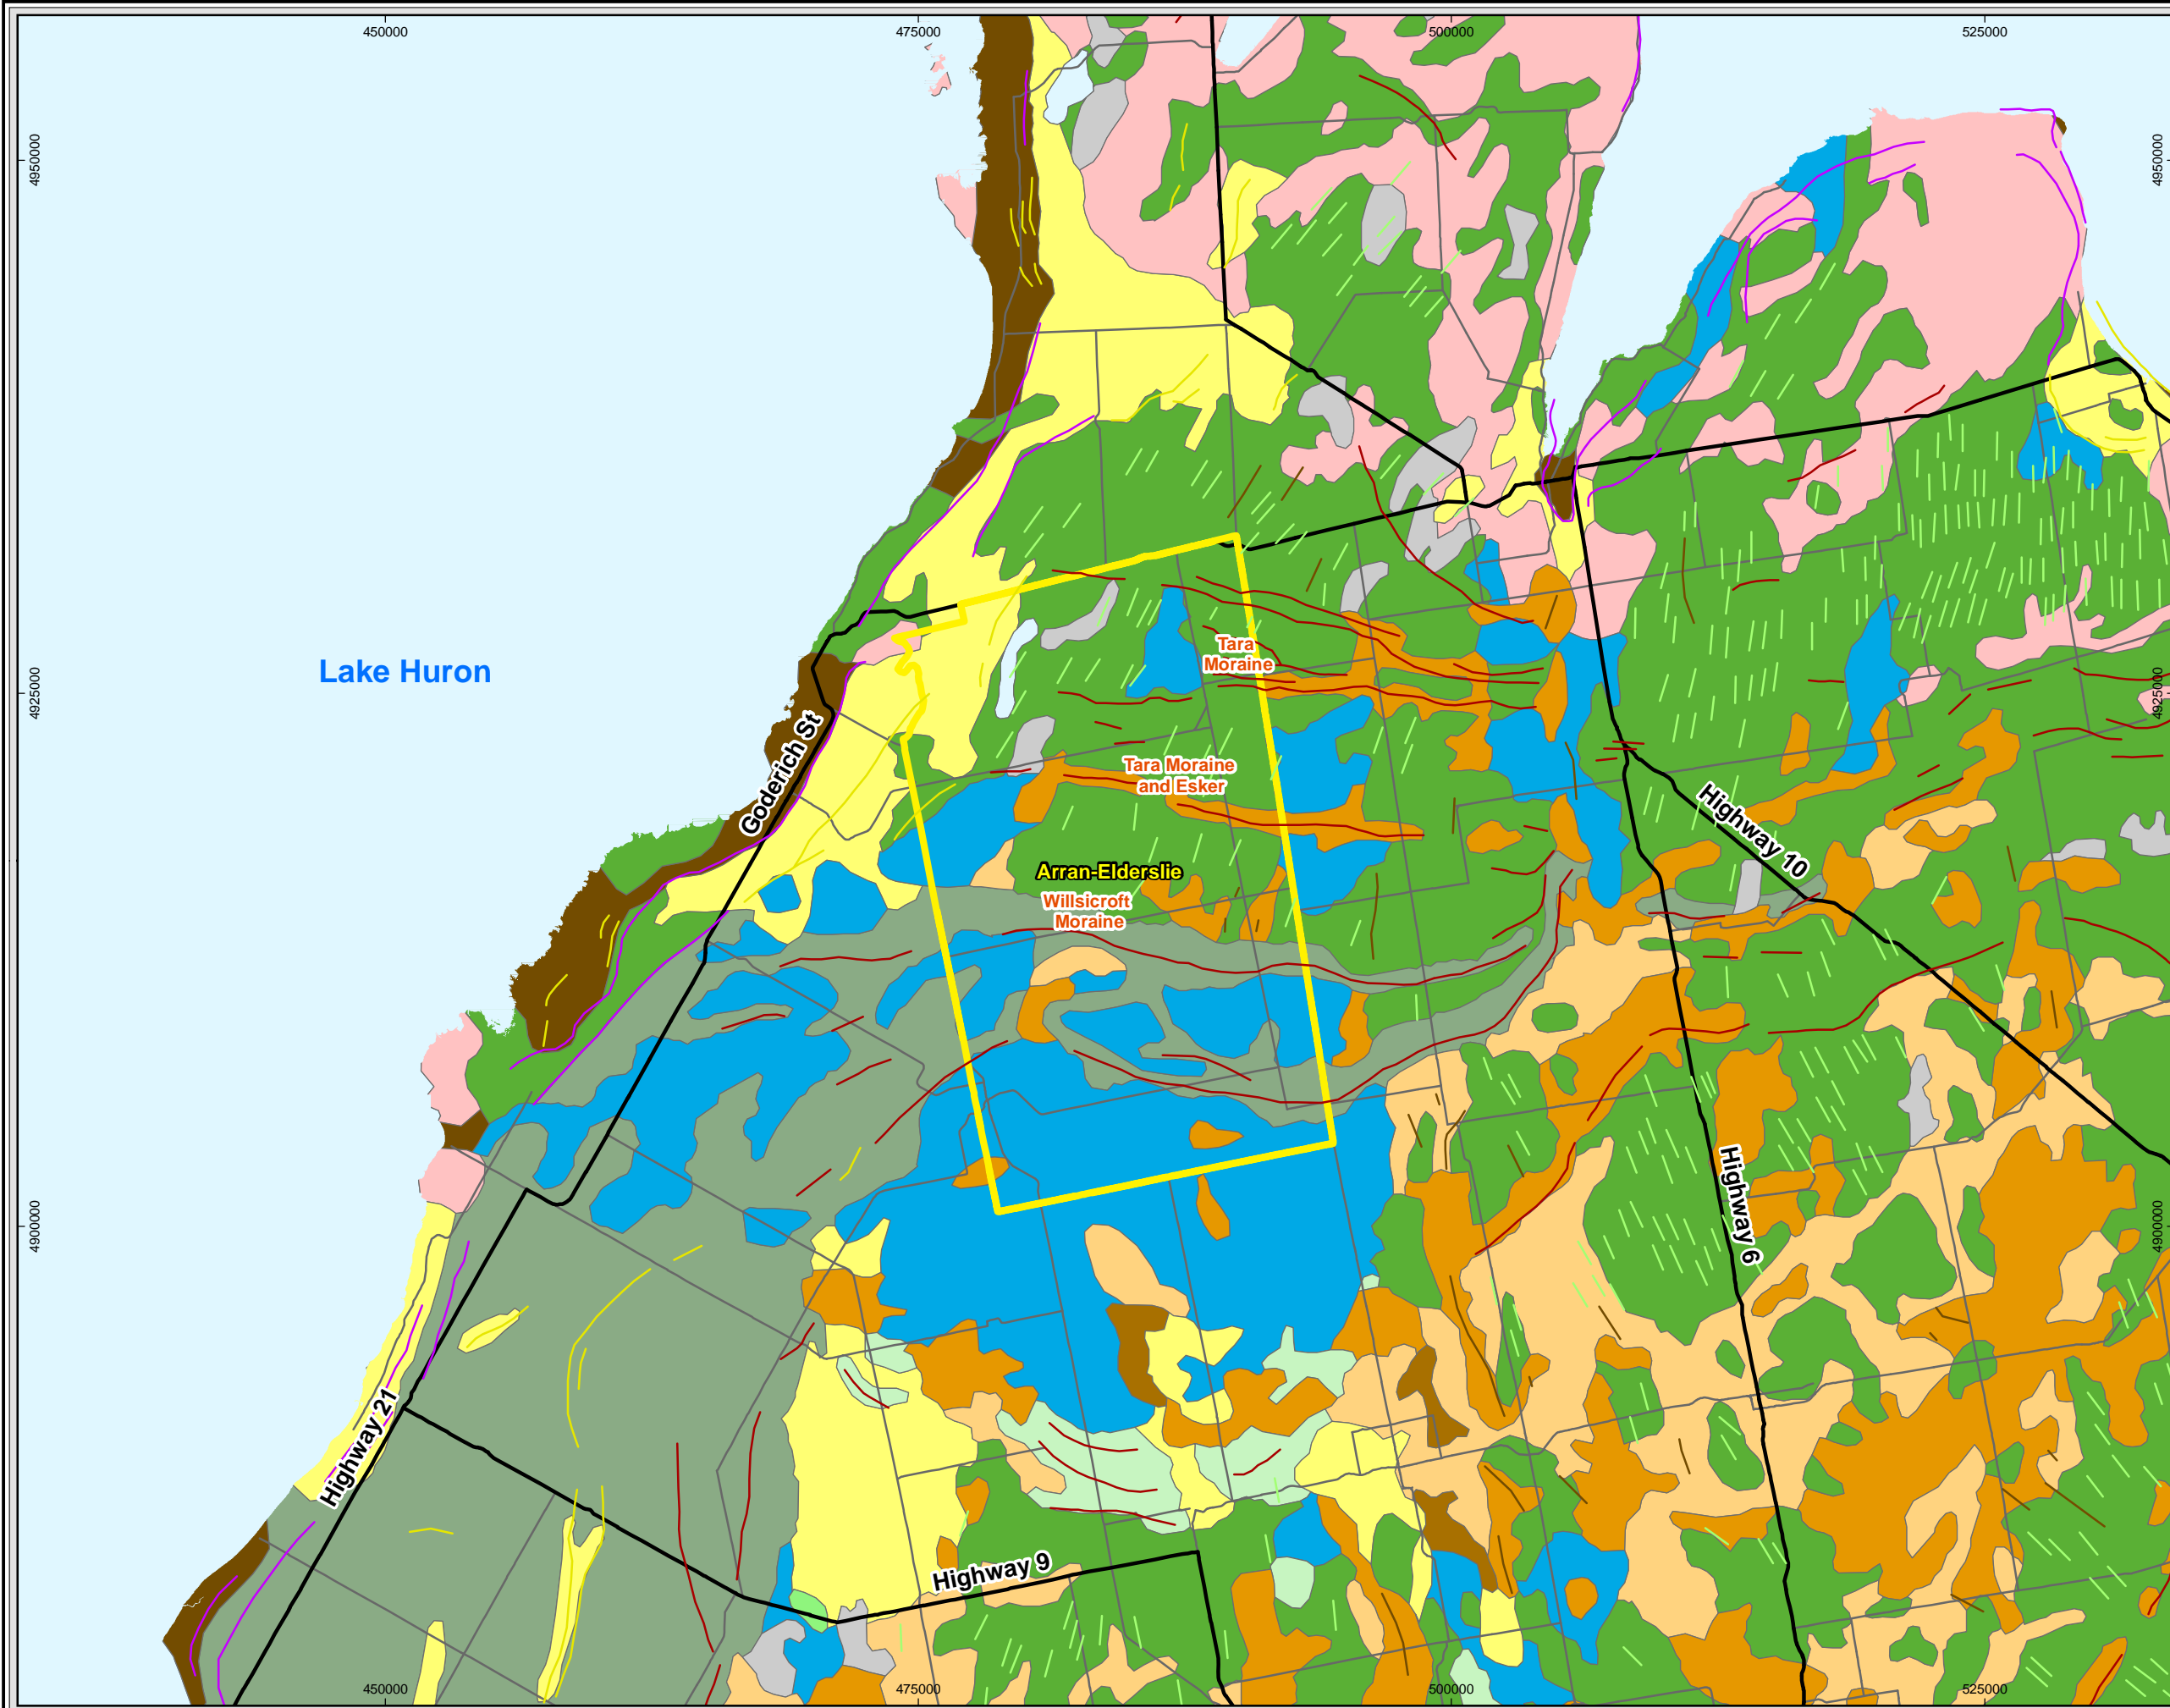 450000
475000
500000
525000
4950000
4950000
Lake Huron
4925000
4925000
Tara
Moraine
Goderich St
Tara Moraine
and Esker
Highway 10
Arran-Elderslie
Willsicroft
Moraine
Highway 6
4900000
4900000
Highway 21
Highway 9
450000
475000
500000
525000